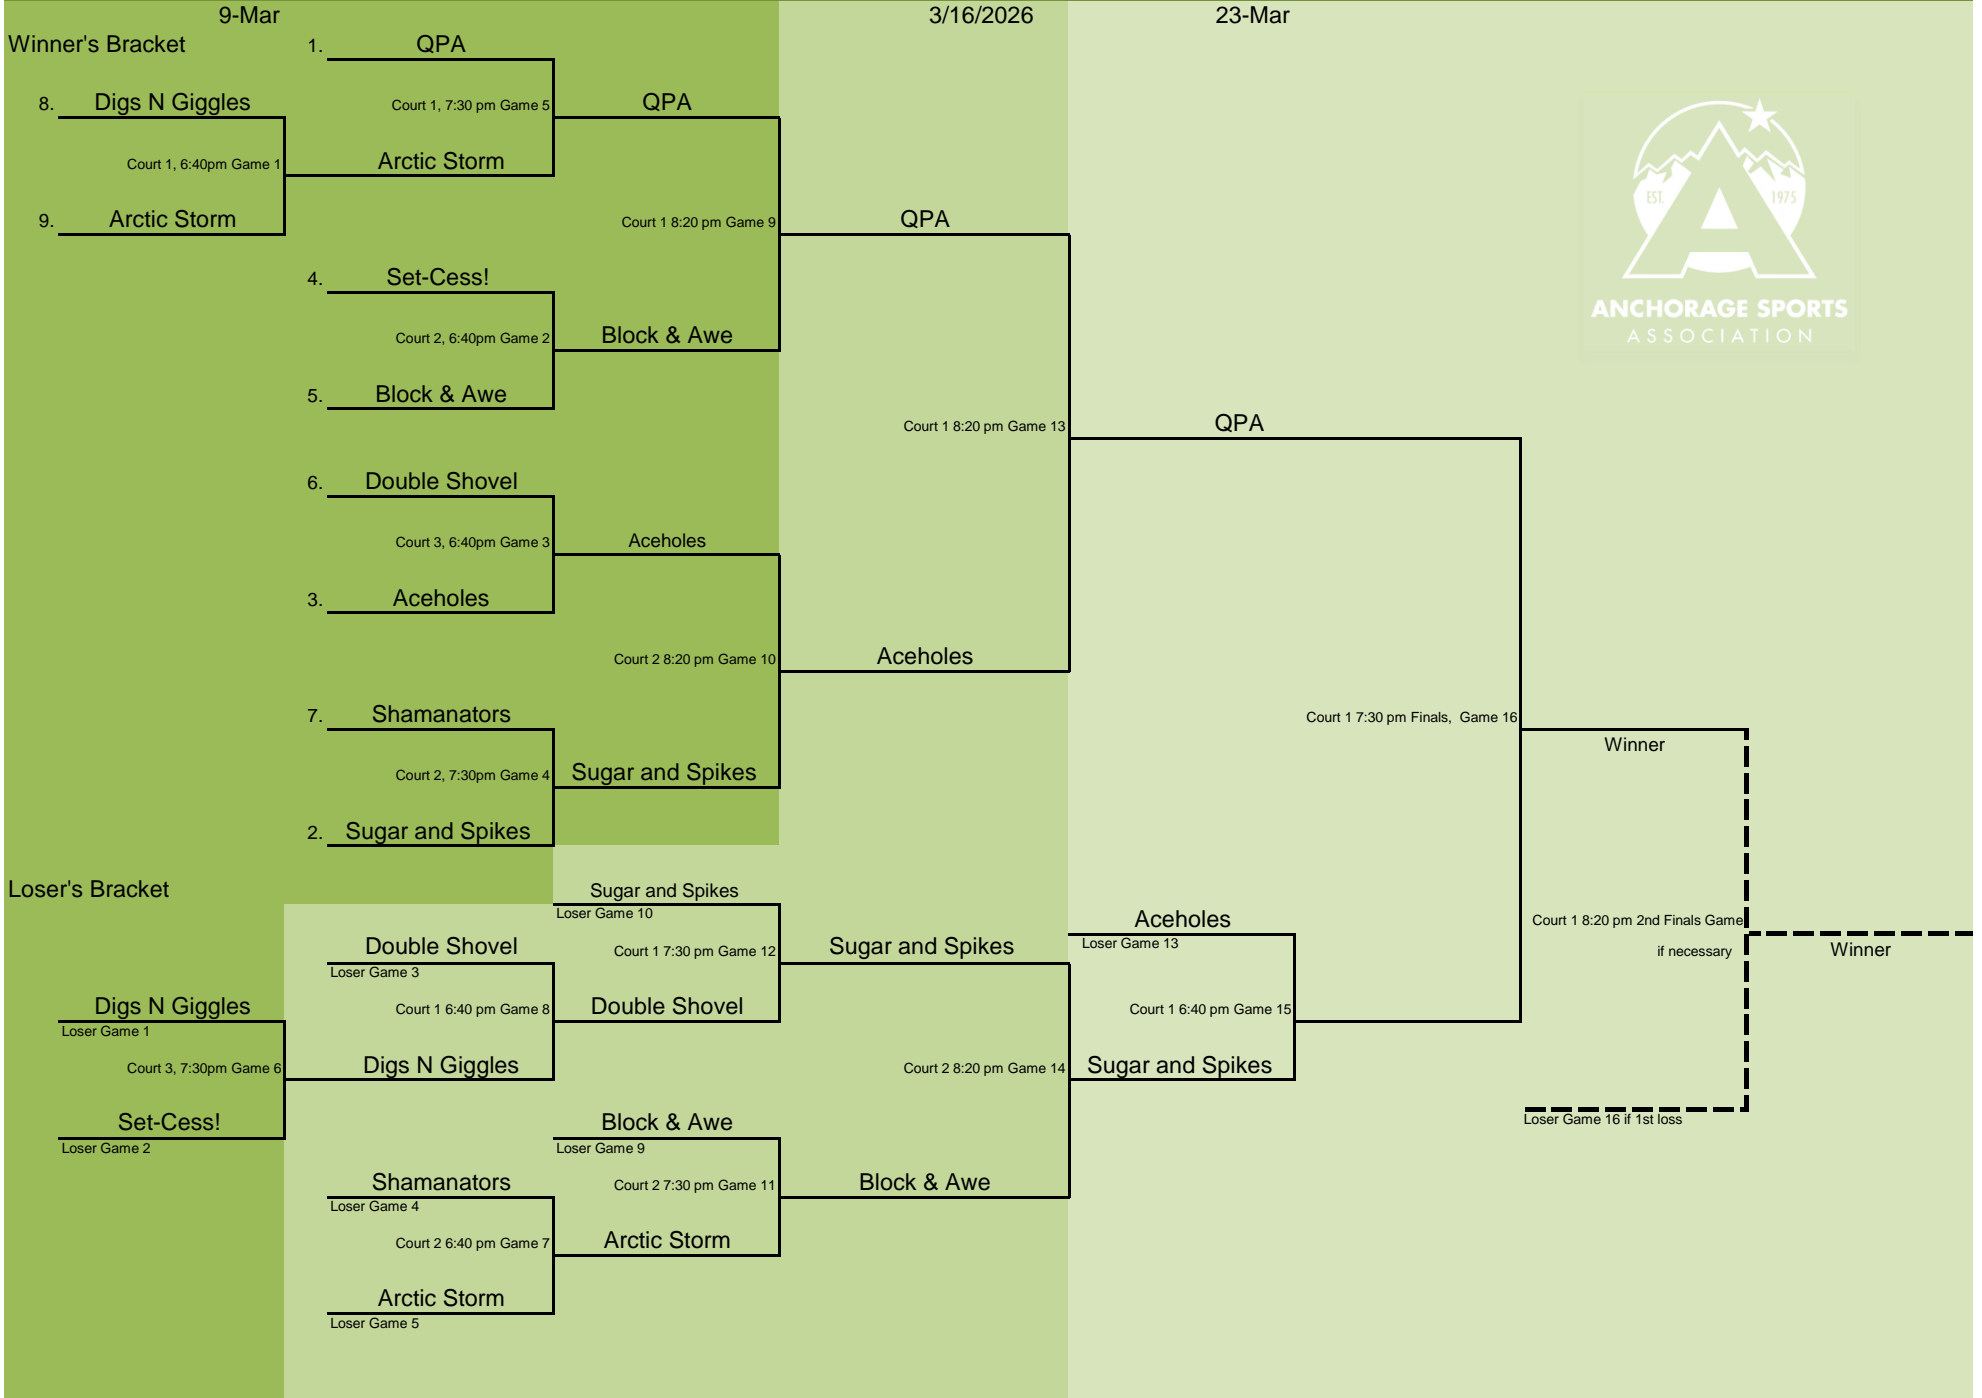 9-Mar 3/16/2026 23-Mar
Winner's Bracket 1. QPA
8. Digs N Giggles Court 1, 7:30 pm Game 5 QPA
Court 1, 6:40pm Game 1 Arctic Storm
EST. 1975
9. Arctic Storm Court 1 8:20 pm Game 9 QPA
4. Set-Cess!
ANCHORAGE SPORTS
ASSOCIATION
Court 2, 6:40pm Game 2 Block & Awe
5. Block & Awe
Court 1 8:20 pm Game 13 QPA
6. Double Shovel
Court 3, 6:40pm Game 3 Aceholes
3. Aceholes
Court 2 8:20 pm Game 10 Aceholes
7. Shamanators
Court 1 7:30 pm Finals, Game 16
Winner
Court 2, 7:30pm Game 4 Sugar and Spikes
2. Sugar and Spikes
Loser's Bracket Sugar and Spikes
Loser Game 10 Aceholes Court 1 8:20 pm 2nd Finals Game
Double Shovel Court 1 7:30 pm Game 12 Sugar and Spikes Loser Game 13 if necessary Winner
Loser Game 3
Digs N Giggles Court 1 6:40 pm Game 8 Double Shovel Court 1 6:40 pm Game 15
Loser Game 1
Court 3, 7:30pm Game 6 Digs N Giggles Court 2 8:20 pm Game 14 Sugar and Spikes
Set-Cess! Block & Awe Loser Game 16 if 1st loss
Loser Game 2 Loser Game 9
Shamanators Court 2 7:30 pm Game 11 Block & Awe
Loser Game 4
Court 2 6:40 pm Game 7 Arctic Storm
Arctic Storm
Loser Game 5